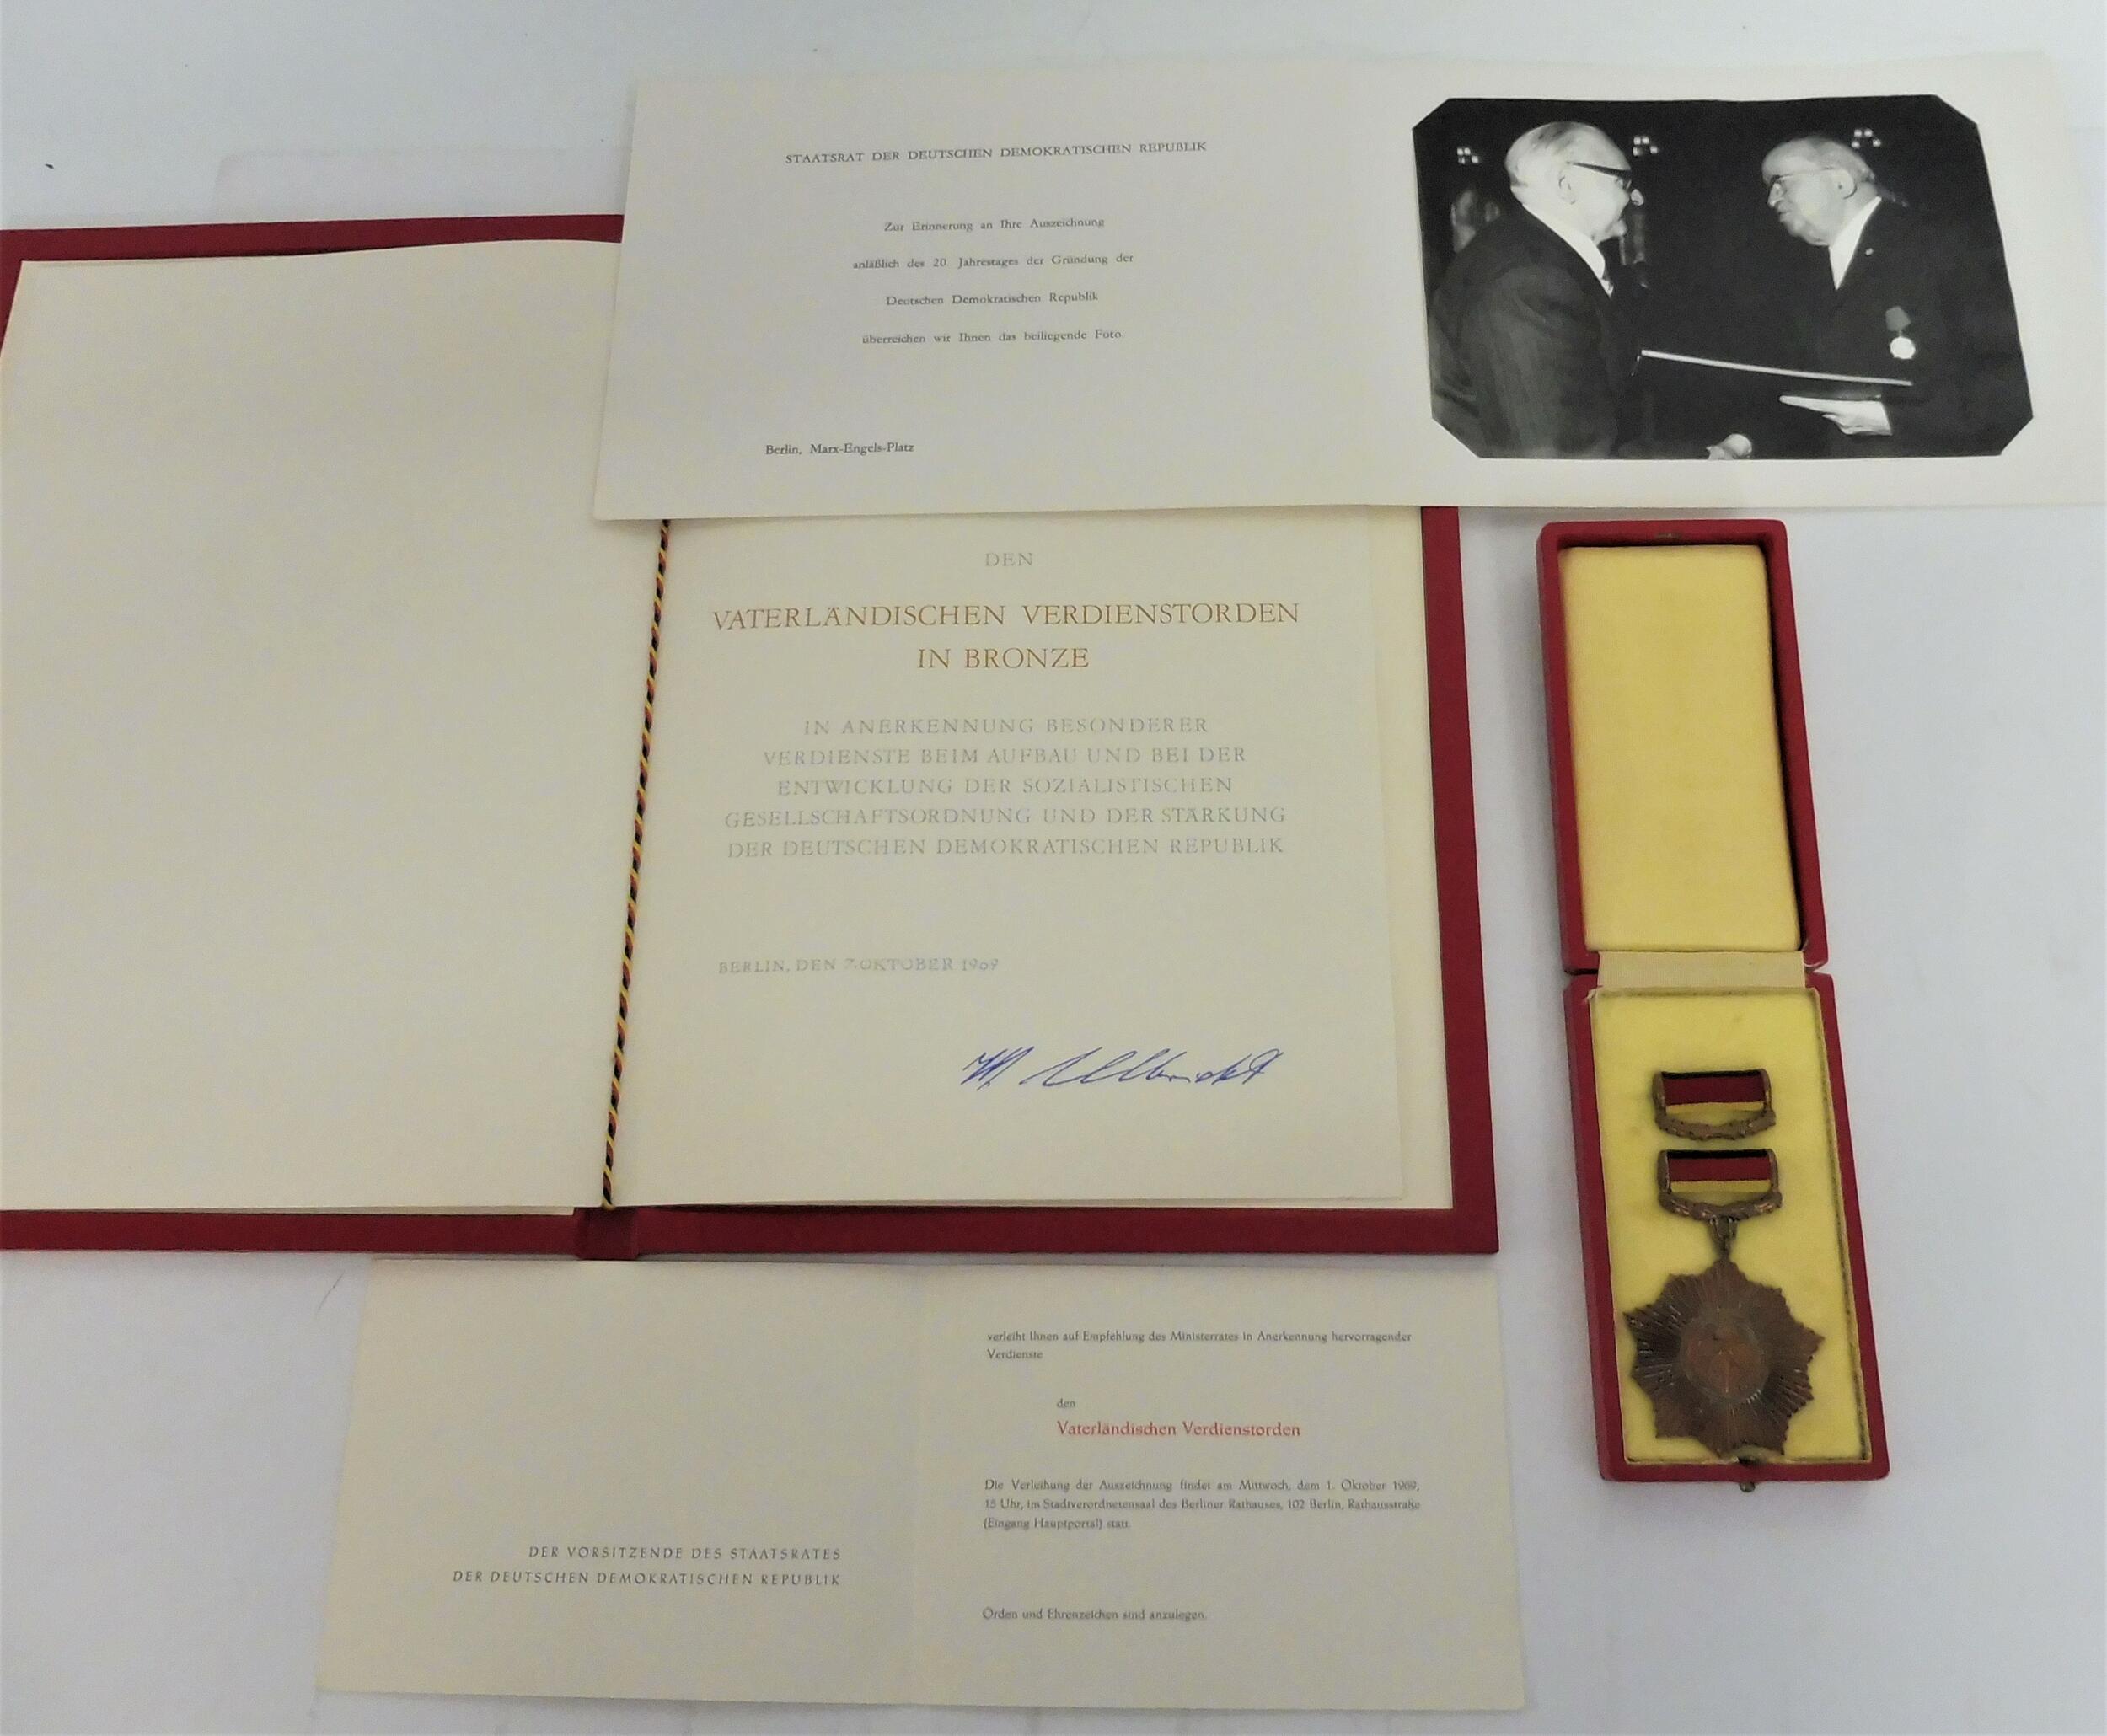 STAATSRAT DER DEUTSCHEN DEMOKRATISCHEN REPUBLIK
Zur Erinnerung an Ihre Auszeichnung
anläßlich des 20. Jahrestages der Gründung der
Deutschen Demokratischen Republik
überreichen wir Ihnen das beiliegende Foto.
Berlin, Marx-Engels-Platz
DEN
VATERLÄNDISCHEN VERDIENSTORDEN
IN BRONZE
IN ANERKENNUNG BESONDERER
VERDIENSTE BEIM AUFBAU UND BEI DER
ENTWICKLUNG DER SOZIALISTISCHEN
GESELLSCHAFTSORDNUNG UND DER STÄRKUNG
DER DEUTSCHEN DEMOKRATISCHEN REPUBLIK
BERLIN, DEN 7. OKTOBER 1969
W Ulbricht
DER VORSITZENDE DES STAATSRATES
DER DEUTSCHEN DEMOKRATISCHEN REPUBLIK
verleiht Ihnen auf Empfehlung des Ministerrates in Anerkennung hervorragender
Verdienste
den
Vaterländischen Verdienstorden
Die Verleihung der Auszeichnung findet am Mittwoch, dem 1. Oktober 1969,
15 Uhr, im Stadtverordnetensaal des Berliner Rathauses, 102 Berlin, Rathausstraße
(Eingang Hauptportal) statt.
Orden und Ehrenzeichen sind anzulegen.